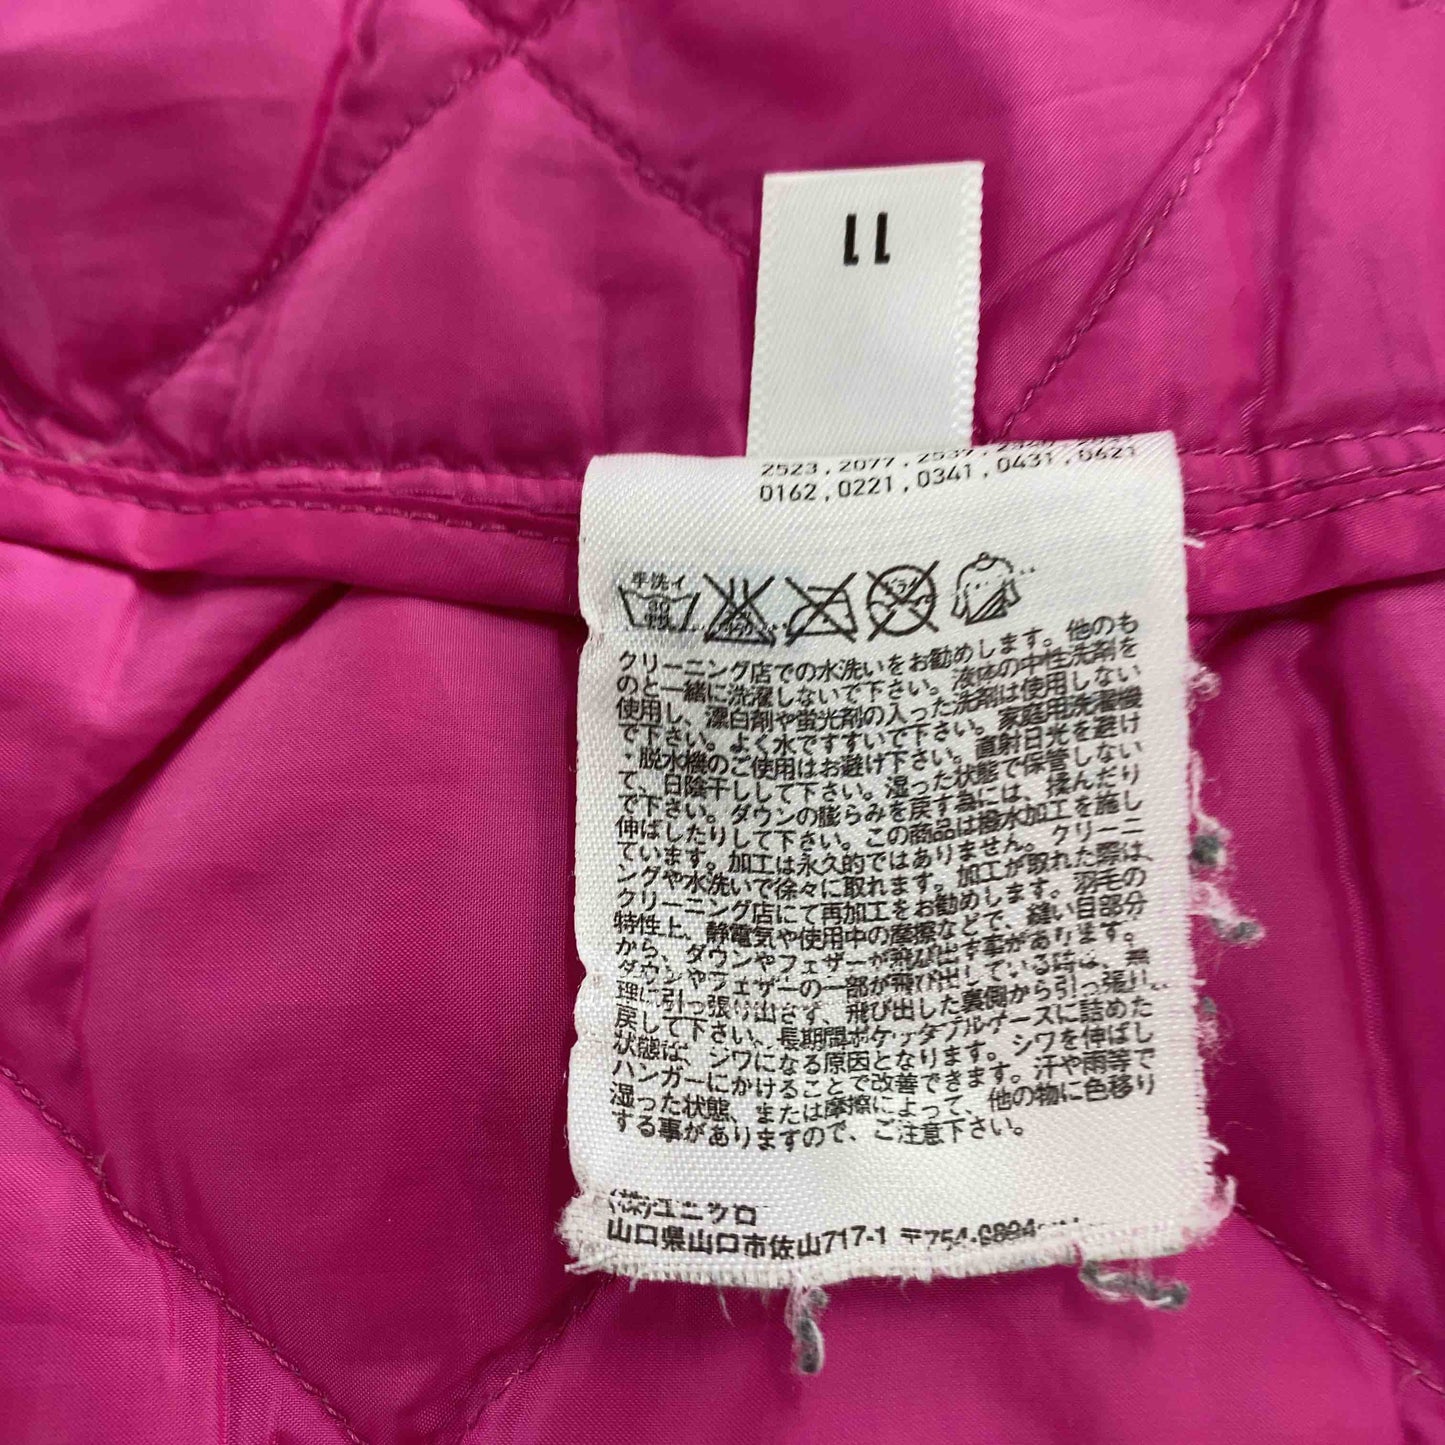 11
2523,2077,2537,2540,2541
0162,0221,0341,0431,0621
手洗イ
30
中性
クリーニング店での水洗いをお勧めします。他のも
のと一緒に洗濯しないで下さい。液体の中性洗剤を
使用し、漂白剤や蛍光剤の入った洗剤は使用しない
で下さい。よく水ですすいで下さい。家庭用洗濯機
・脱水機のご使用はお避け下さい。直射日光を避け
て、日陰干しして下さい。湿った状態で保管しない
で下さい。ダウンの膨らみを戻す為には、揉んだり
伸ばしたりして下さい。この商品は撥水加工を施し
ています。加工は永久的ではありません。クリーニ
ングや水洗いで徐々に取れます。加工が取れた際は、
クリーニング店にて再加工をお勧めします。羽毛の
特性上、静電気や使用中の摩擦などで、縫い目部分
から、ダウンやフェザーが飛び出す事があります。
ダウンやフェザーの一部が飛び出している時は、無
理に引っ張り出さず、飛び出した裏側から引っ張り
戻して下さい。長期間ポケッタブルケースに詰めた
状態は、シワになる原因となります。シワを伸ばし
ハンガーにかけることで改善できます。汗や雨等で
湿った状態、または摩擦によって、他の物に色移り
する事がありますので、ご注意下さい。
(株)ユニクロ
山口県山口市佐山717-1 〒754-0894